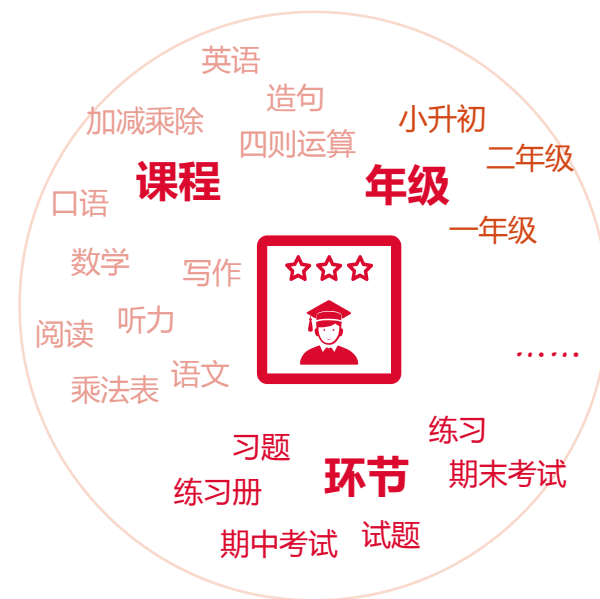 英语
造句
加减乘除
四则运算
课程
口语
数学
写作
听力
阅读
语文
乘法表
小升初
二年级
年级
一年级
……
练习
习题
环节
期末考试
练习册
期中考试
试题